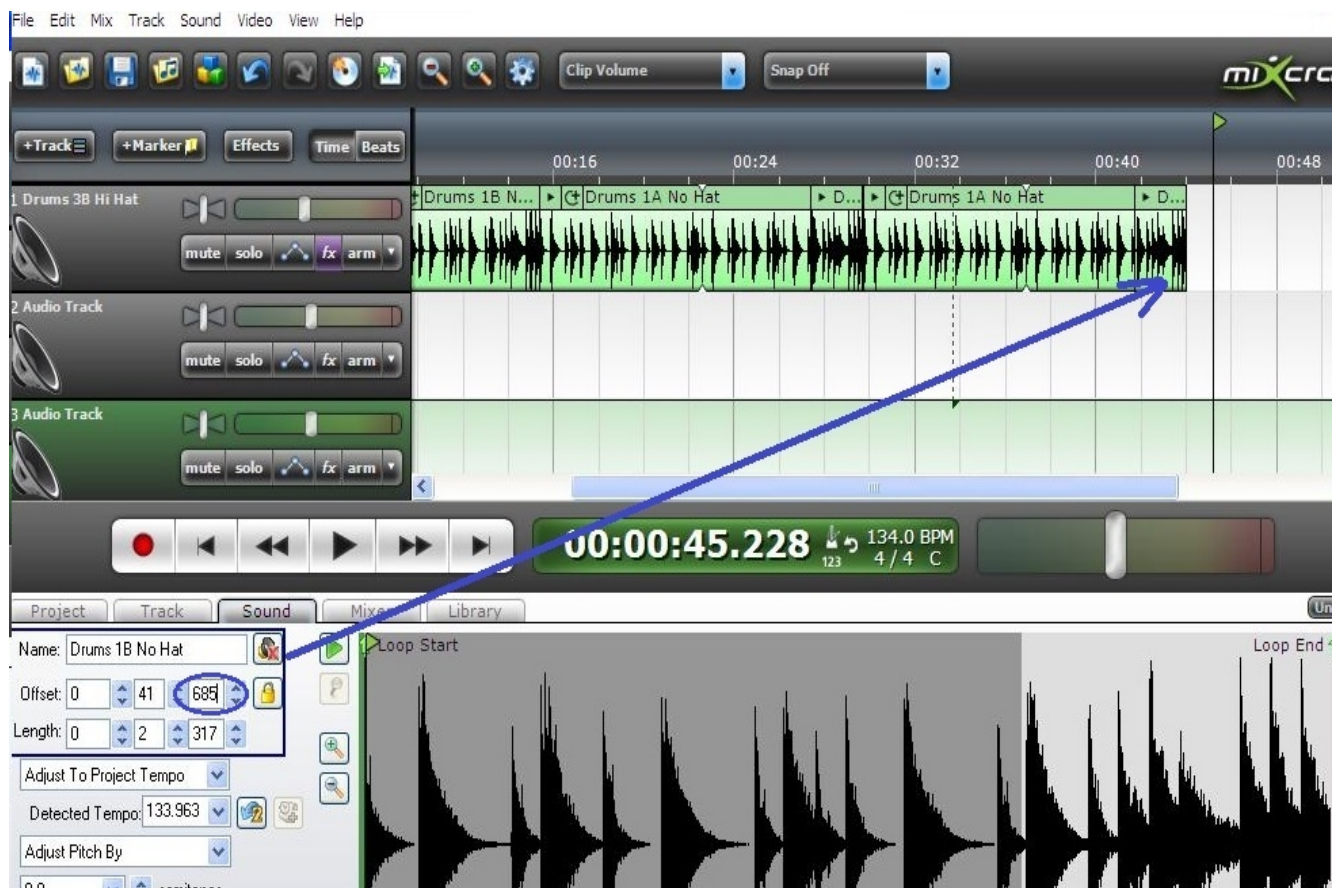 File Edit Mix Track Sound Video View Help
Clip Volume Snap Off
+Track +Marker Effects Time Beats
00:16 00:24 00:32 00:40 00:48
1 Drums 3B Hi Hat
Drums 1B N... Drums 1A No Hat D... Drums 1A No Hat D...
mute solo fx arm
2 Audio Track
mute solo fx arm
3 Audio Track
mute solo fx arm
00:00:45.228 123 134.0 BPM
4 / 4 C
Project Track Sound Library
Name: Drums 1B No Hat
Loop Start Loop End
Offset: 0 41 685
Length: 0 2 317
Adjust To Project Tempo
Detected Tempo: 133.963
Adjust Pitch By